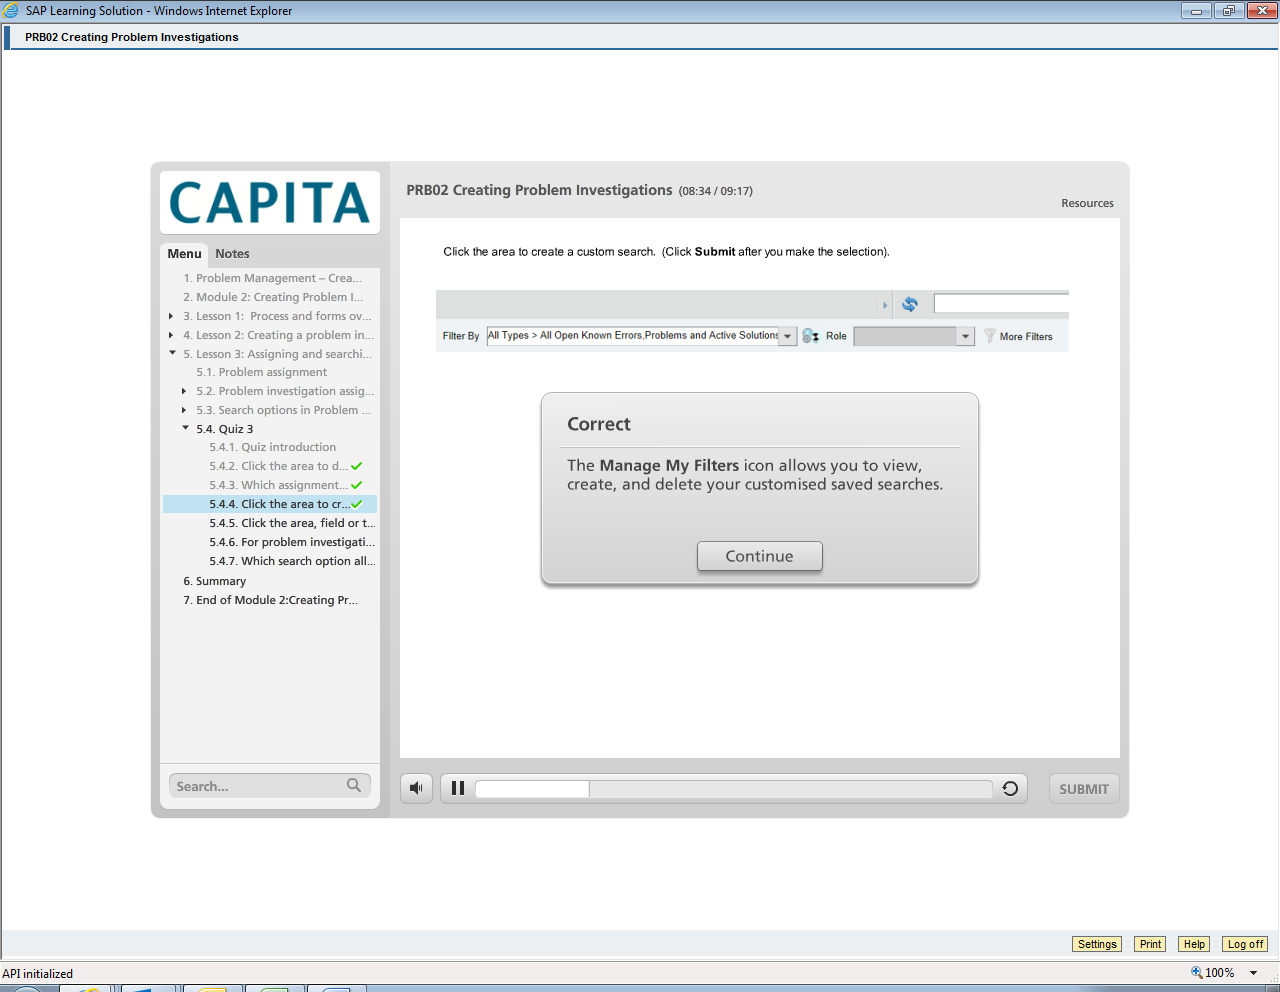 SAP Learning Solution - Windows Internet Explorer
PRB02 Creating Problem Investigations
CAPITA
PRB02 Creating Problem Investigations (08:34 / 09:17)
Resources
Menu Notes
1. Problem Management – Crea...
2. Module 2: Creating Problem I...
3. Lesson 1: Process and forms ov...
4. Lesson 2: Creating a problem in...
5. Lesson 3: Assigning and searchi...
5.1. Problem assignment
5.2. Problem investigation assig...
5.3. Search options in Problem ...
5.4. Quiz 3
5.4.1. Quiz introduction
5.4.2. Click the area to d...
5.4.3. Which assignment...
5.4.4. Click the area to cr...
5.4.5. Click the area, field or t...
5.4.6. For problem investigati...
5.4.7. Which search option all...
6. Summary
7. End of Module 2:Creating Pr...
Search...
Click the area to create a custom search. (Click Submit after you make the selection).
Filter By All Types > All Open Known Errors,Problems and Active Solutions Role More Filters
Correct
The Manage My Filters icon allows you to view,
create, and delete your customised saved searches.
Continue
SUBMIT
Settings Print Help Log off
API initialized
100%